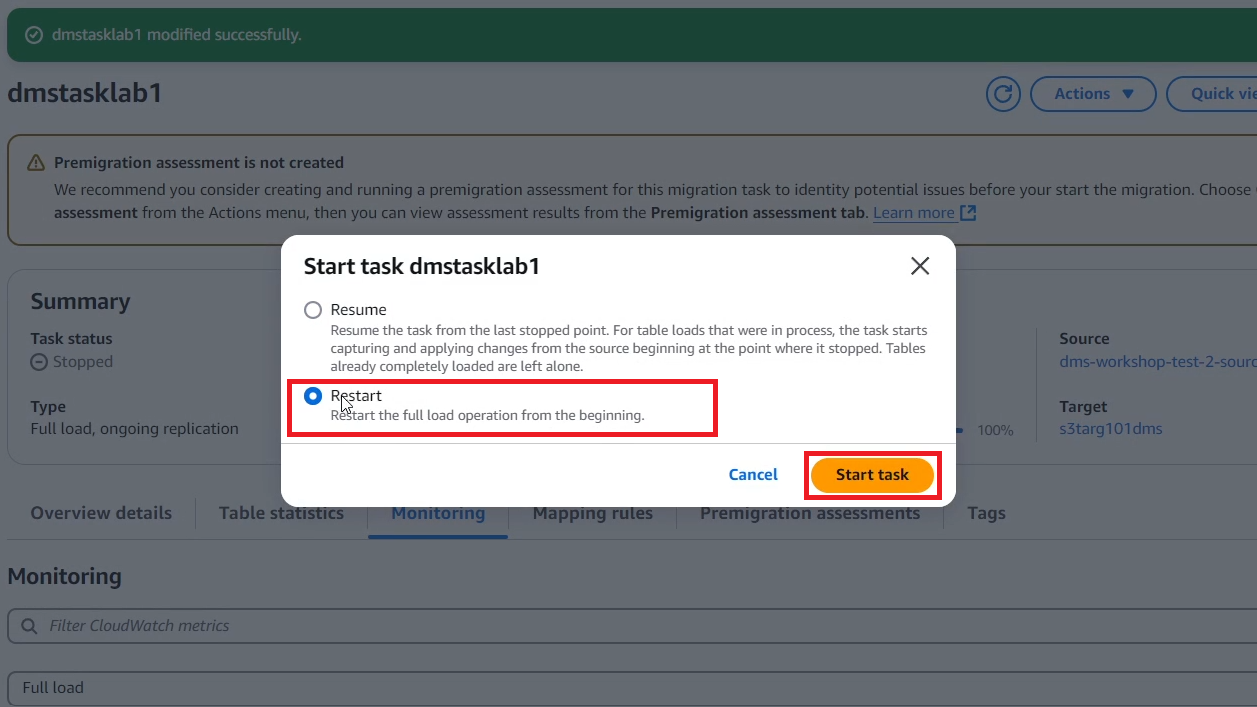 dmstasklab1 modified successfully.
dmstasklab1
Actions
Quick vie
Premigration assessment is not created
We recommend you consider creating and running a premigration assessment for this migration task to identity potential issues before your start the migration. Choose
assessment from the Actions menu, then you can view assessment results from the Premigration assessment tab. Learn more
Start task dmstasklab1
Resume
Resume the task from the last stopped point. For table loads that were in process, the task starts
capturing and applying changes from the source beginning at the point where it stopped. Tables
already completely loaded are left alone.
Restart
Restart the full load operation from the beginning.
Cancel
Start task
Summary
Task status
Stopped
Type
Full load, ongoing replication
100%
Source
dms-workshop-test-2-sourc
Target
s3targ101dms
Overview details
Table statistics
Monitoring
Mapping rules
Premigration assessments
Tags
Monitoring
Filter CloudWatch metrics
Full load